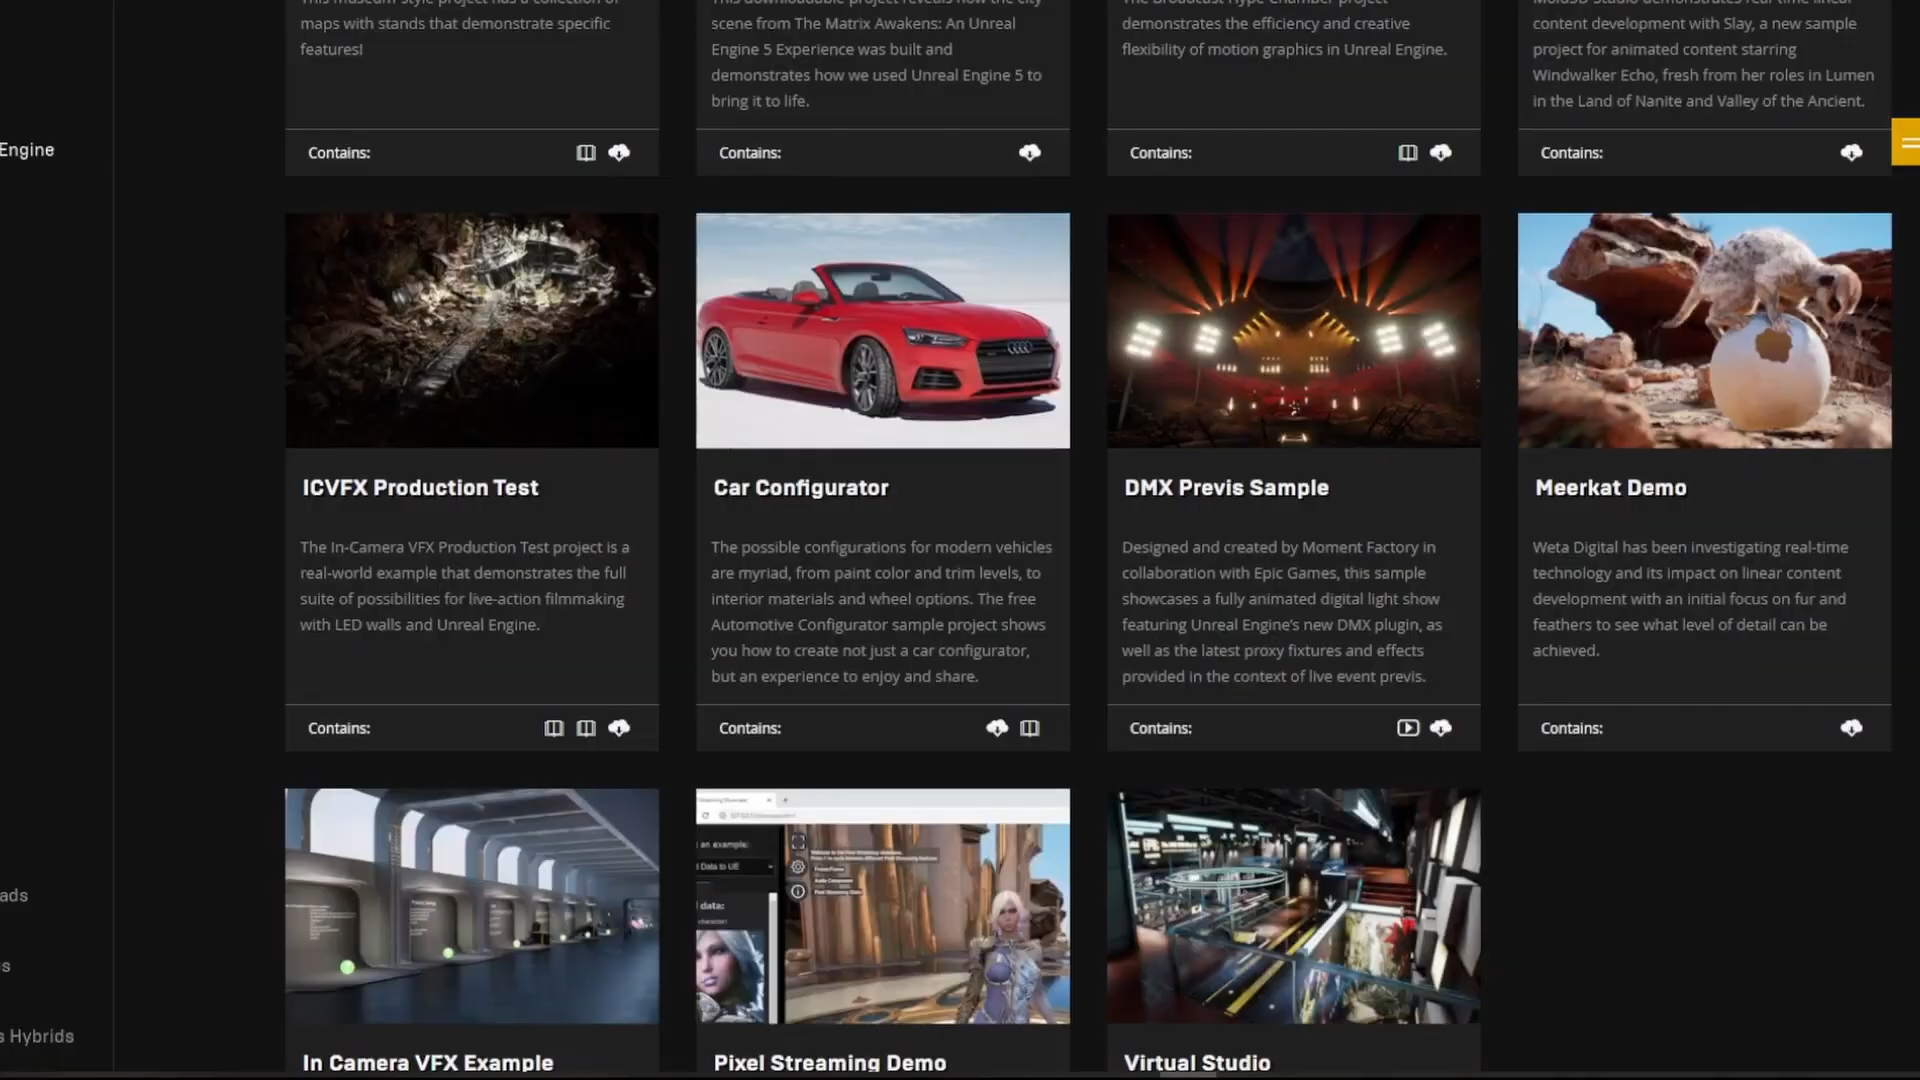 maps with stands that demonstrate specific
features!
scene from The Matrix Awakens: An Unreal
Engine 5 Experience was built and
demonstrates how we used Unreal Engine 5 to
bring it to life.
demonstrates the efficiency and creative
flexibility of motion graphics in Unreal Engine.
content development with Slay, a new sample
project for animated content starring
Windwalker Echo, fresh from her roles in Lumen
in the Land of Nanite and Valley of the Ancient.
Contains:
Contains:
Contains:
Contains:
Engine
ICVFX Production Test
The In-Camera VFX Production Test project is a
real-world example that demonstrates the full
suite of possibilities for live-action filmmaking
with LED walls and Unreal Engine.
Contains:
Car Configurator
The possible configurations for modern vehicles
are myriad, from paint color and trim levels, to
interior materials and wheel options. The free
Automotive Configurator sample project shows
you how to create not just a car configurator,
but an experience to enjoy and share.
Contains:
DMX Previs Sample
Designed and created by Moment Factory in
collaboration with Epic Games, this sample
showcases a fully animated digital light show
featuring Unreal Engine's new DMX plugin, as
well as the latest proxy fixtures and effects
provided in the context of live event previs.
Contains:
Meerkat Demo
Weta Digital has been investigating real-time
technology and its impact on linear content
development with an initial focus on fur and
feathers to see what level of detail can be
achieved.
Contains:
ads
s
s Hybrids
an example:
Data to UE
data:
In Camera VFX Example
Pixel Streaming Demo
Virtual Studio